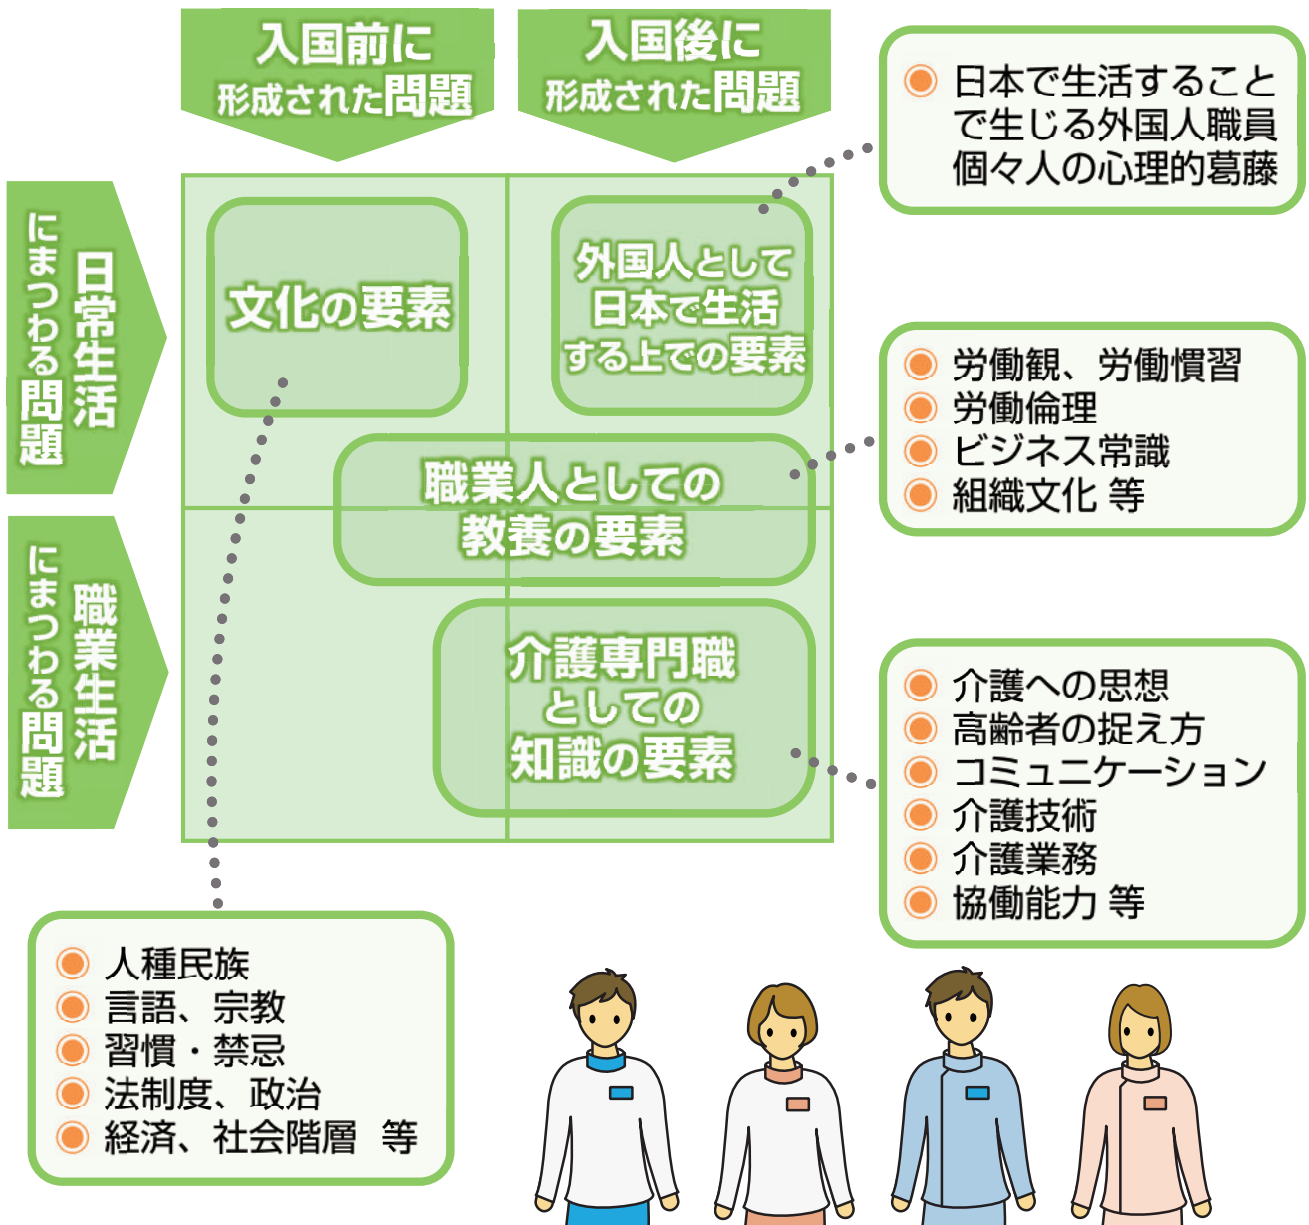 入国前に
形成された問題
入国後に
形成された問題
日常生活
にまつわる問題
職業生活
にまつわる問題
文化の要素
外国人として
日本で生活
する上での要素
職業人としての
教養の要素
介護専門職
としての
知識の要素
日本で生活すること
で生じる外国人職員
個々人の心理的葛藤
労働観、労働慣習
労働倫理
ビジネス常識
組織文化 等
介護への思想
高齢者の捉え方
コミュニケーション
介護技術
介護業務
協働能力 等
人種民族
言語、宗教
習慣・禁忌
法制度、政治
経済、社会階層 等